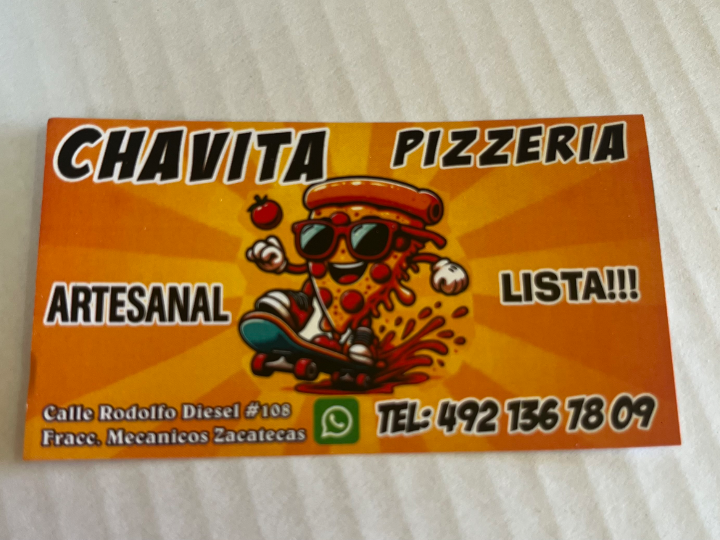 CHAVITA PIZZERIA
ARTESANAL LISTA!!!
Calle Rodolfo Diesel #108
Fracc. Mecanicos Zacatecas
TEL: 492 136 78 09